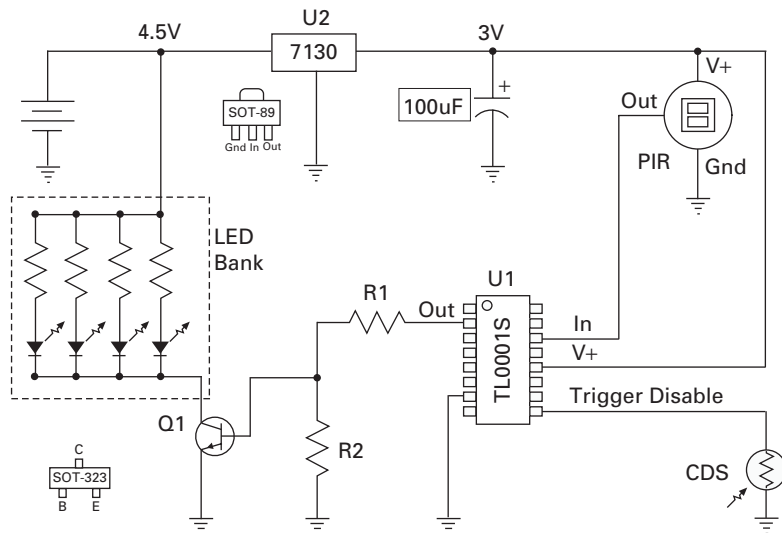 U2
4.5V
7130
3V
V+
SOT-89
Gnd In Out
100uF
Out
PIR
Gnd
LED
Bank
U1
R1
Out
TL0001S
In
V+
Trigger Disable
Q1
R2
CDS
C
SOT-323
B E